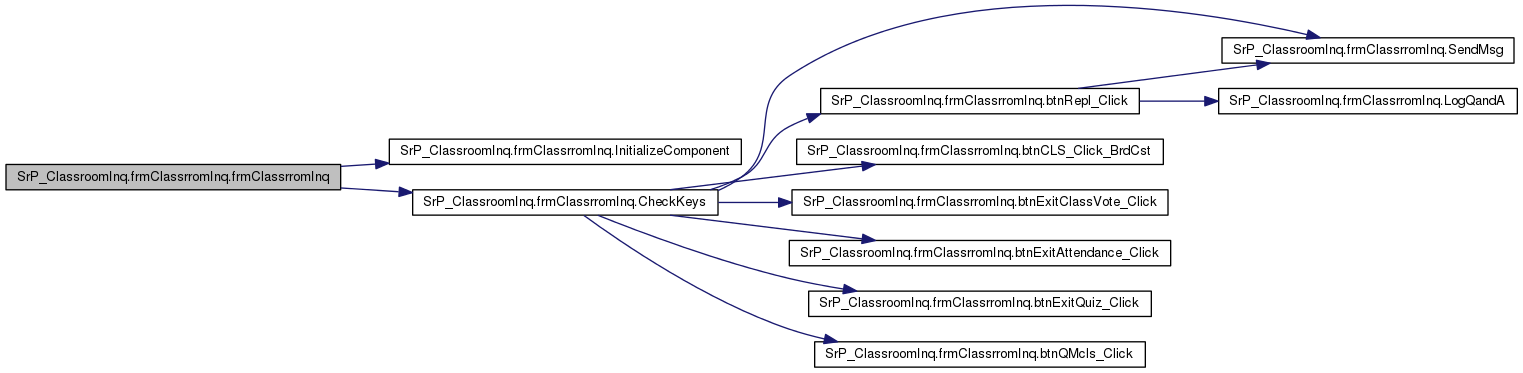 SrP_ClassroomInq.frmClassrromInq.SendMsg
SrP_ClassroomInq.frmClassrromInq.btnRepl_Click
SrP_ClassroomInq.frmClassrromInq.LogQandA
SrP_ClassroomInq.frmClassrromInq.InitializeComponent
SrP_ClassroomInq.frmClassrromInq.btnCLS_Click_BrdCst
SrP_ClassroomInq.frmClassrromInq.frmClassrromInq
SrP_ClassroomInq.frmClassrromInq.CheckKeys
SrP_ClassroomInq.frmClassrromInq.btnExitClassVote_Click
SrP_ClassroomInq.frmClassrromInq.btnExitAttendance_Click
SrP_ClassroomInq.frmClassrromInq.btnExitQuiz_Click
SrP_ClassroomInq.frmClassrromInq.btnQMcls_Click